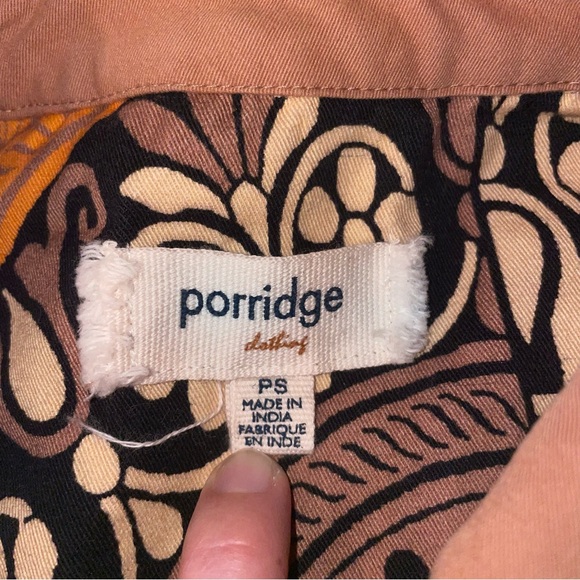 porridge
clothing
PS
MADE IN
INDIA
FABRIQUE
EN INDE